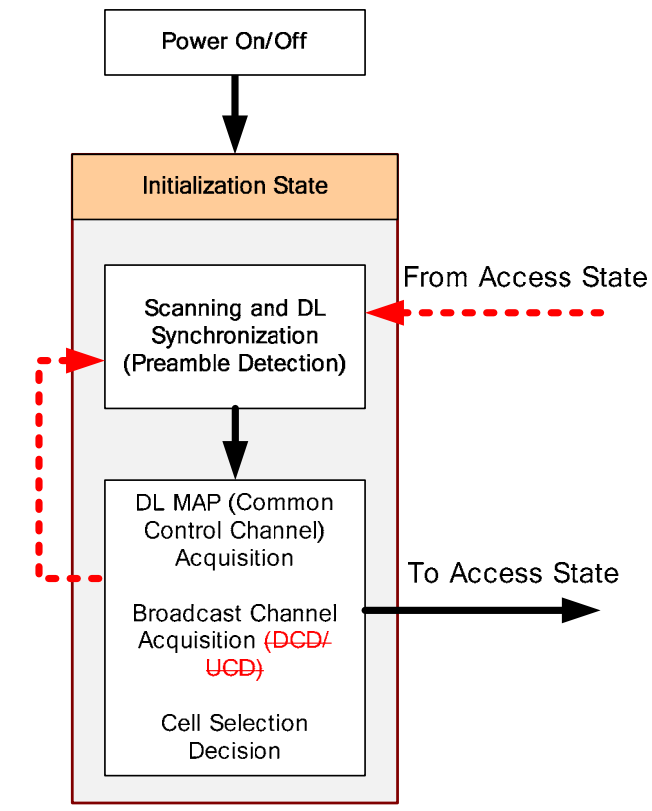 Power On/Off
Initialization State
From Access State
Scanning and DL
Synchronization
(Preamble Detection)
DL MAP (Common
Control Channel)
Acquisition
To Access State
Broadcast Channel
Acquisition (DCD/
UCD)
Cell Selection
Decision